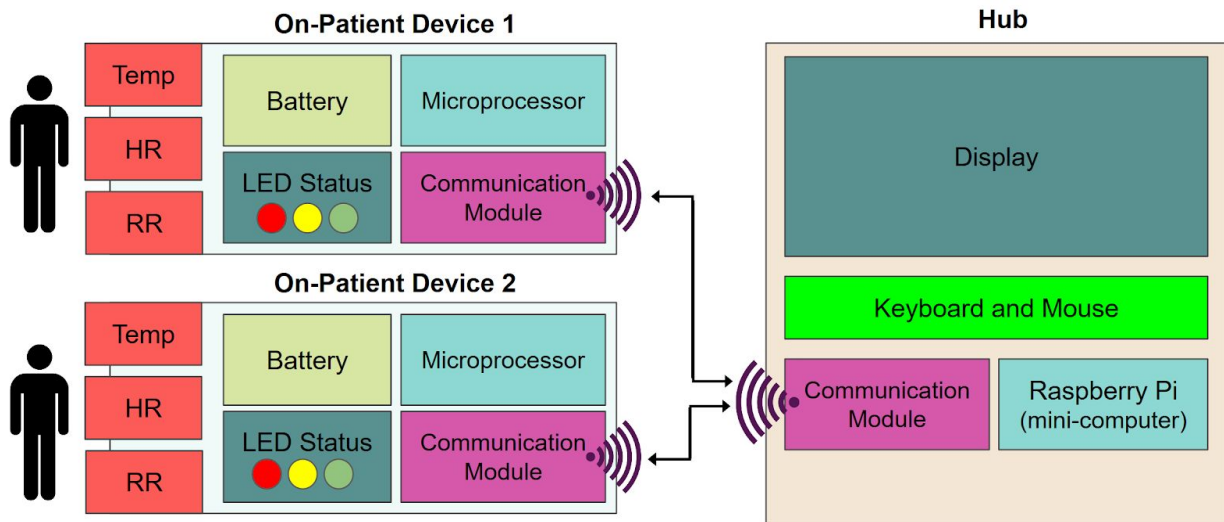 On-Patient Device 1
Temp
HR
RR
Battery
Microprocessor
LED Status
Communication
Module
On-Patient Device 2
Temp
HR
RR
Battery
Microprocessor
LED Status
Communication
Module
Hub
Display
Keyboard and Mouse
Communication
Module
Raspberry Pi
(mini-computer)